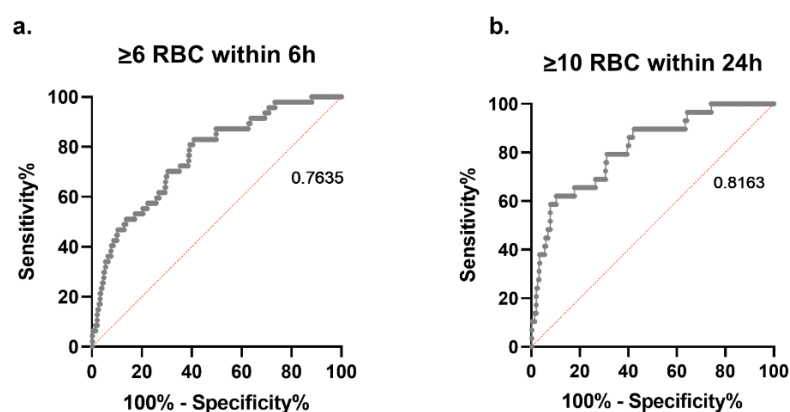 a.
≥6 RBC within 6h
100
80
60
40
20
0
Sensitivity%
0.7635
0 20 40 60 80 100
100% - Specificity%
b.
≥10 RBC within 24h
100
80
60
40
20
0
Sensitivity%
0.8163
0 20 40 60 80 100
100% - Specificity%